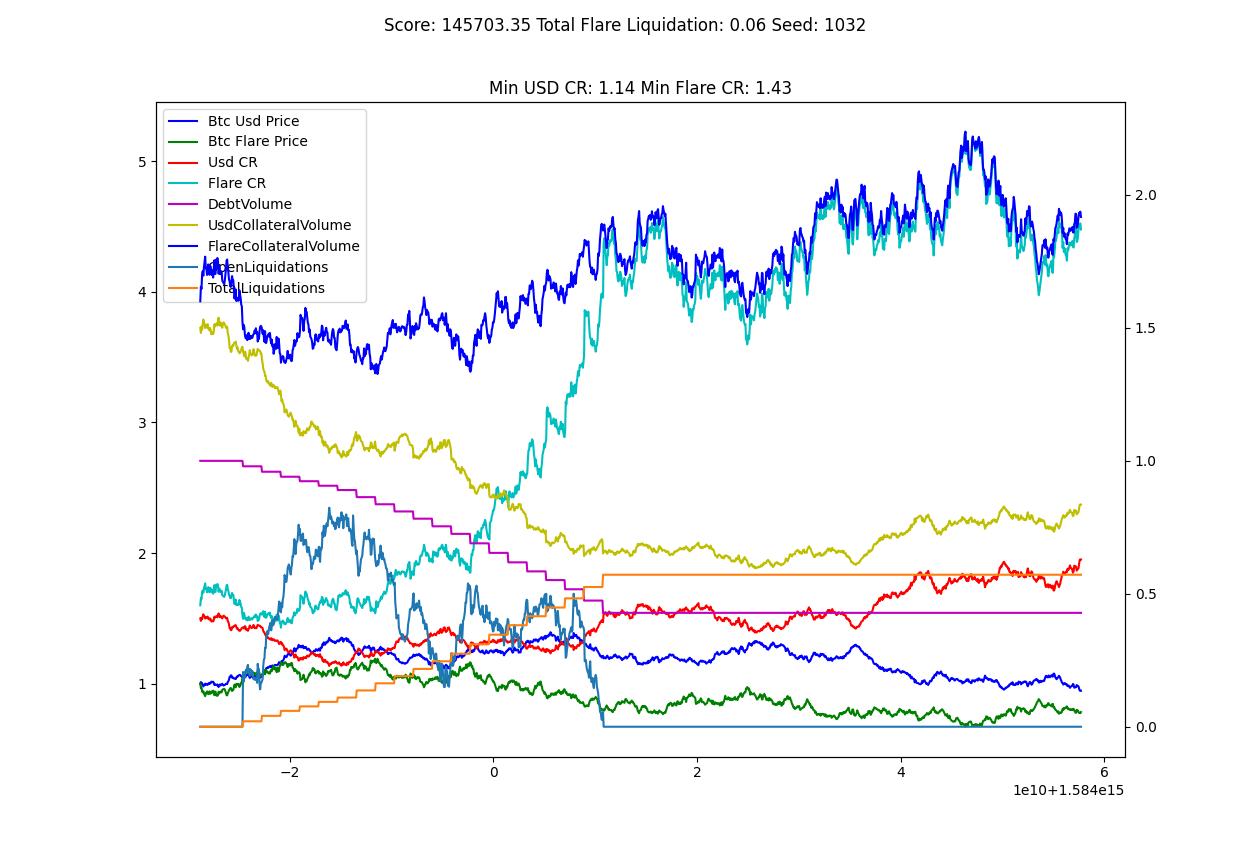 Score: 145703.35 Total Flare Liquidation: 0.06 Seed: 1032
Min USD CR: 1.14 Min Flare CR: 1.43
Btc Usd Price
Btc Flare Price
Usd CR
Flare CR
DebtVolume
UsdCollateralVolume
FlareCollateralVolume
OpenLiquidations
TotalLiquidations
5
4
3
2
1
2.0
1.5
1.0
0.5
0.0
−2
0
2
4
6
1e10+1.584e15